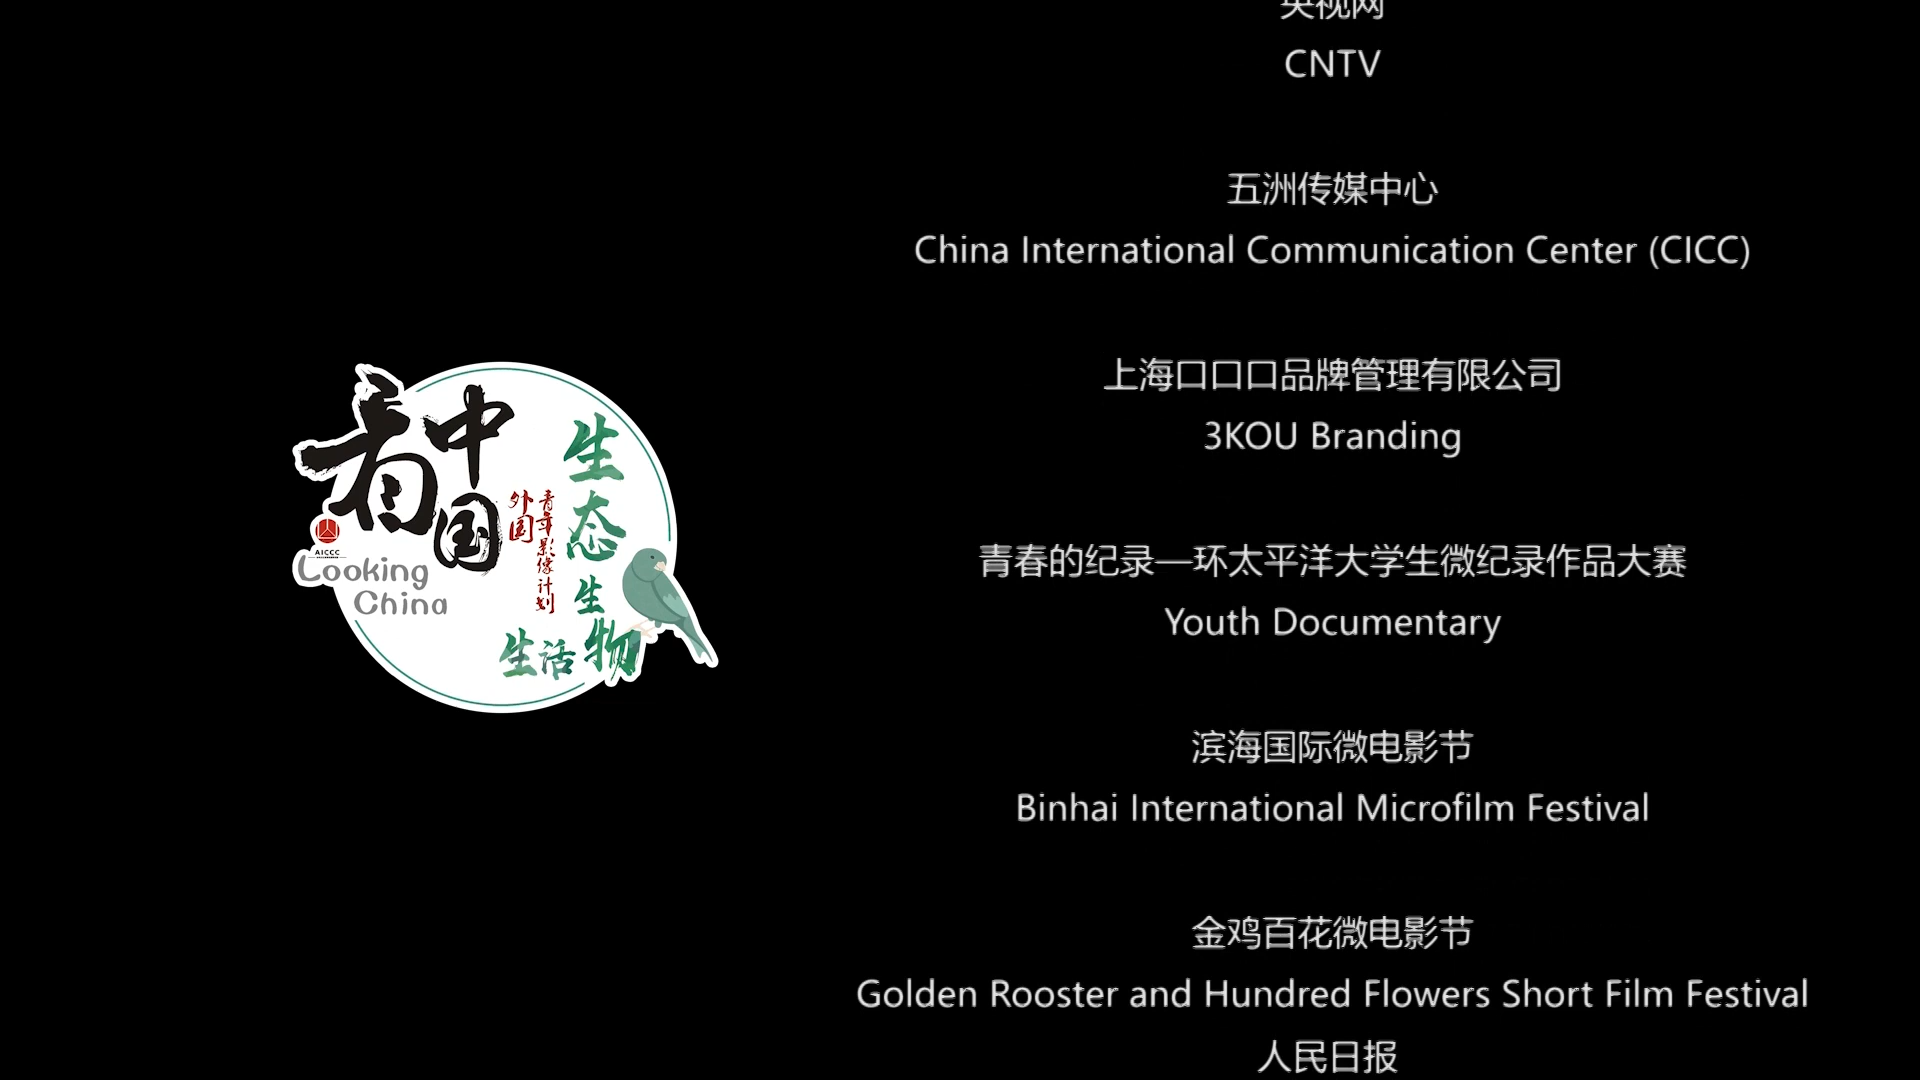 看中国
外国
青年影像计划
AICCC
Looking
China
生态
生物
生活
央视网
CNTV
五洲传媒中心
China International Communication Center (CICC)
上海口口口品牌管理有限公司
3KOU Branding
青春的纪录—环太平洋大学生微纪录作品大赛
Youth Documentary
滨海国际微电影节
Binhai International Microfilm Festival
金鸡百花微电影节
Golden Rooster and Hundred Flowers Short Film Festival
人民日报